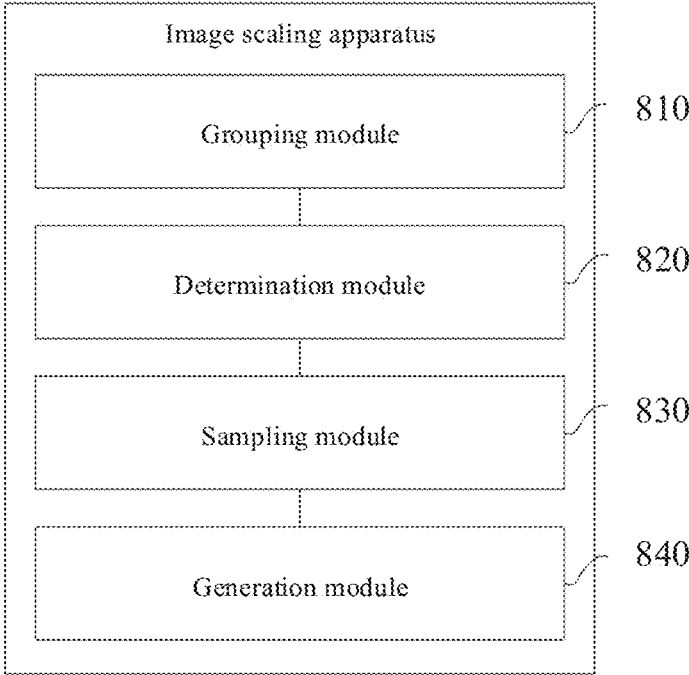 Image scaling apparatus
Grouping module
810
Determination module
820
Sampling module
830
Generation module
840